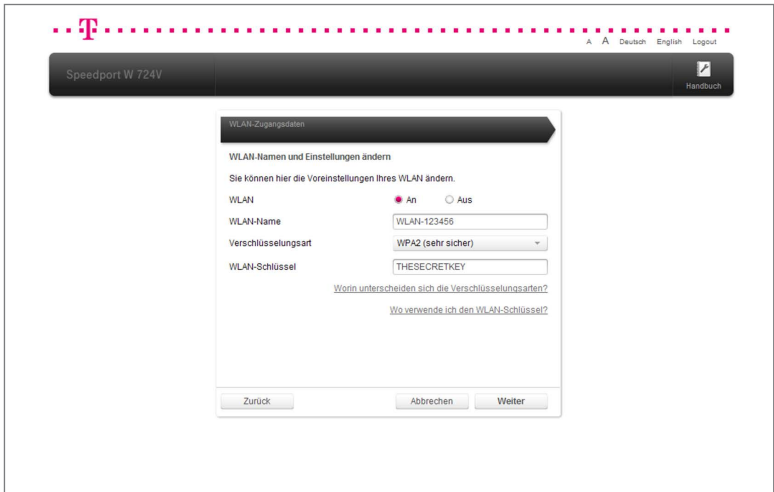 T
A A Deutsch English Logout
Speedport W 724V
Handbuch
WLAN-Zugangsdaten
WLAN-Namen und Einstellungen ändern
Sie können hier die Voreinstellungen Ihres WLAN ändern.
WLAN An Aus
WLAN-Name WLAN-123456
Verschlüsselungsart WPA2 (sehr sicher)
WLAN-Schlüssel THESECRETKEY
Worin unterscheiden sich die Verschlüsselungsarten?
Wo verwende ich den WLAN-Schlüssel?
Zurück Abbrechen Weiter